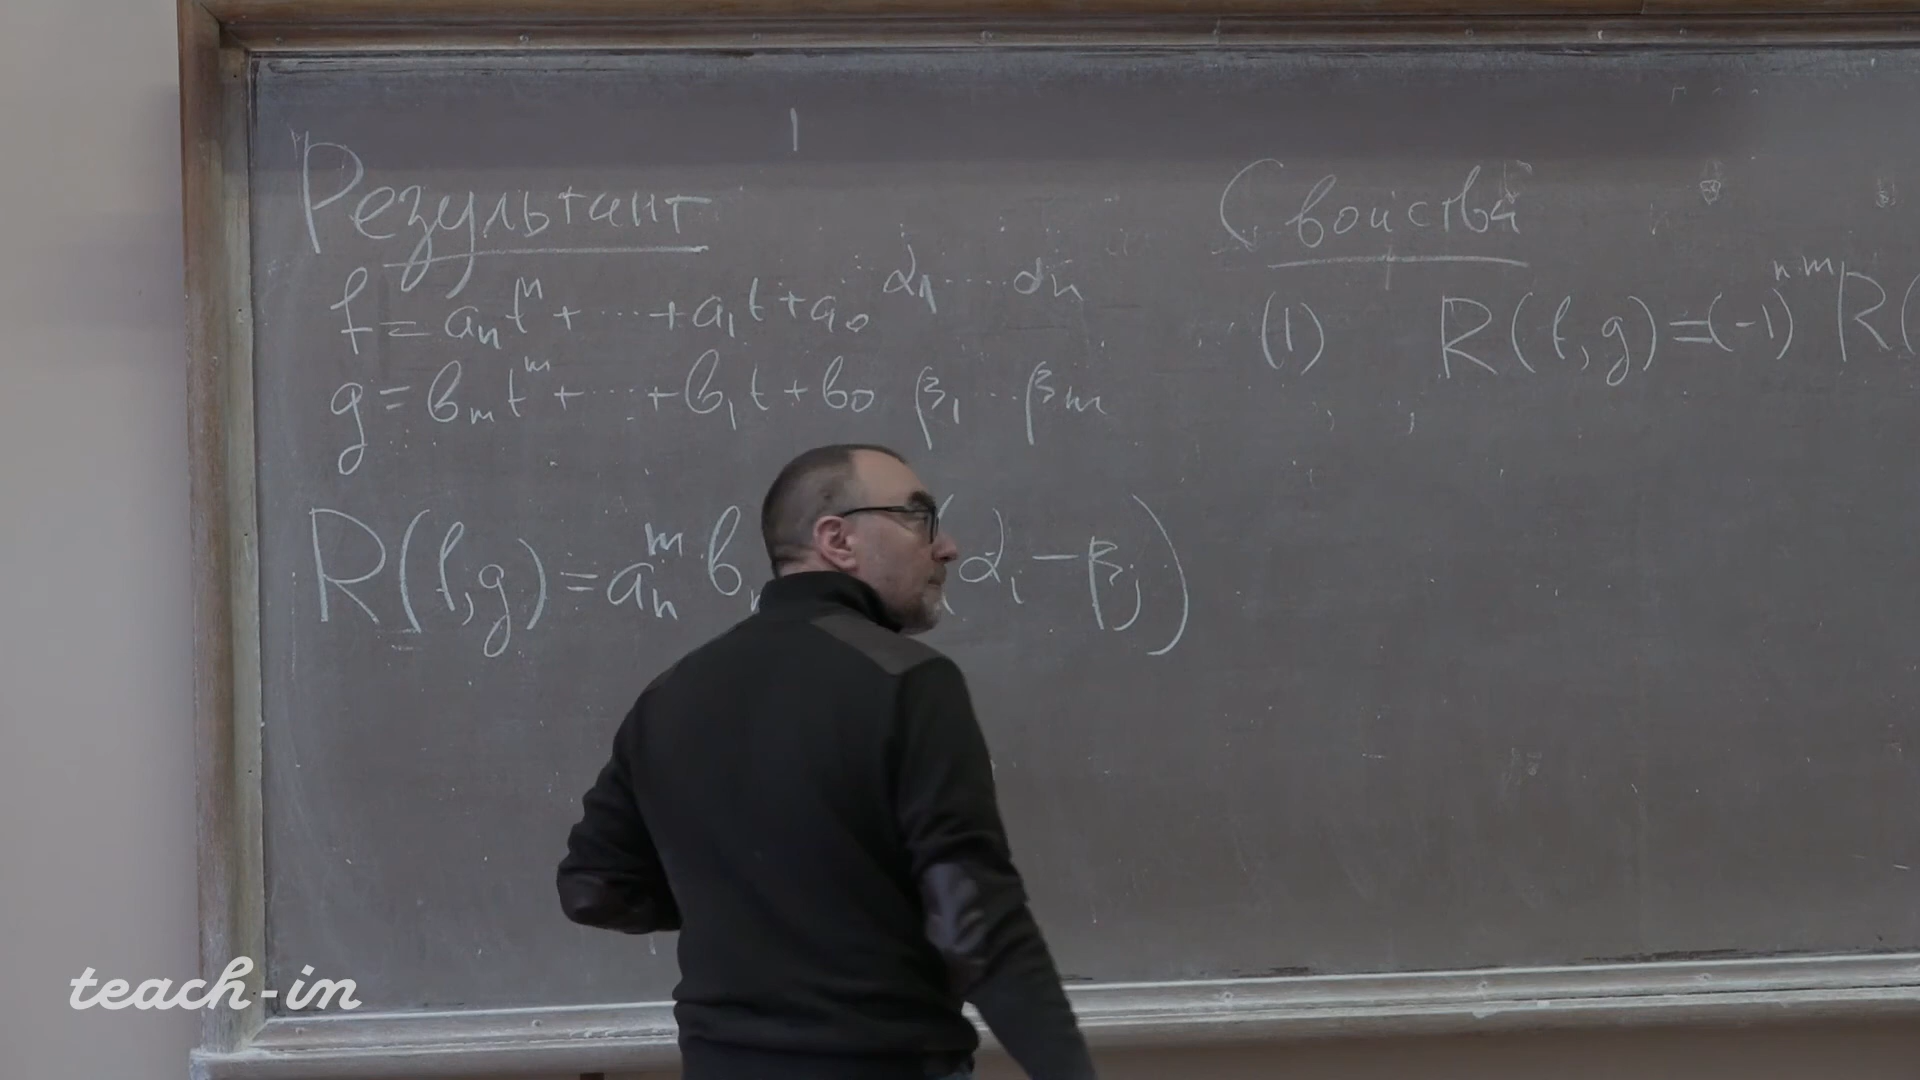 Результант
f = aₙtⁿ + ... + a₁t + a₀ α₁ .... αₙ
g = bₘtᵐ + ... + b₁t + b₀ β₁ ... βₘ
R(f,g) = aₙᵐ b (αᵢ − βⱼ)
Свойства
(1) R(f,g) = (-1)ⁿ·ᵐ R(
teach-in